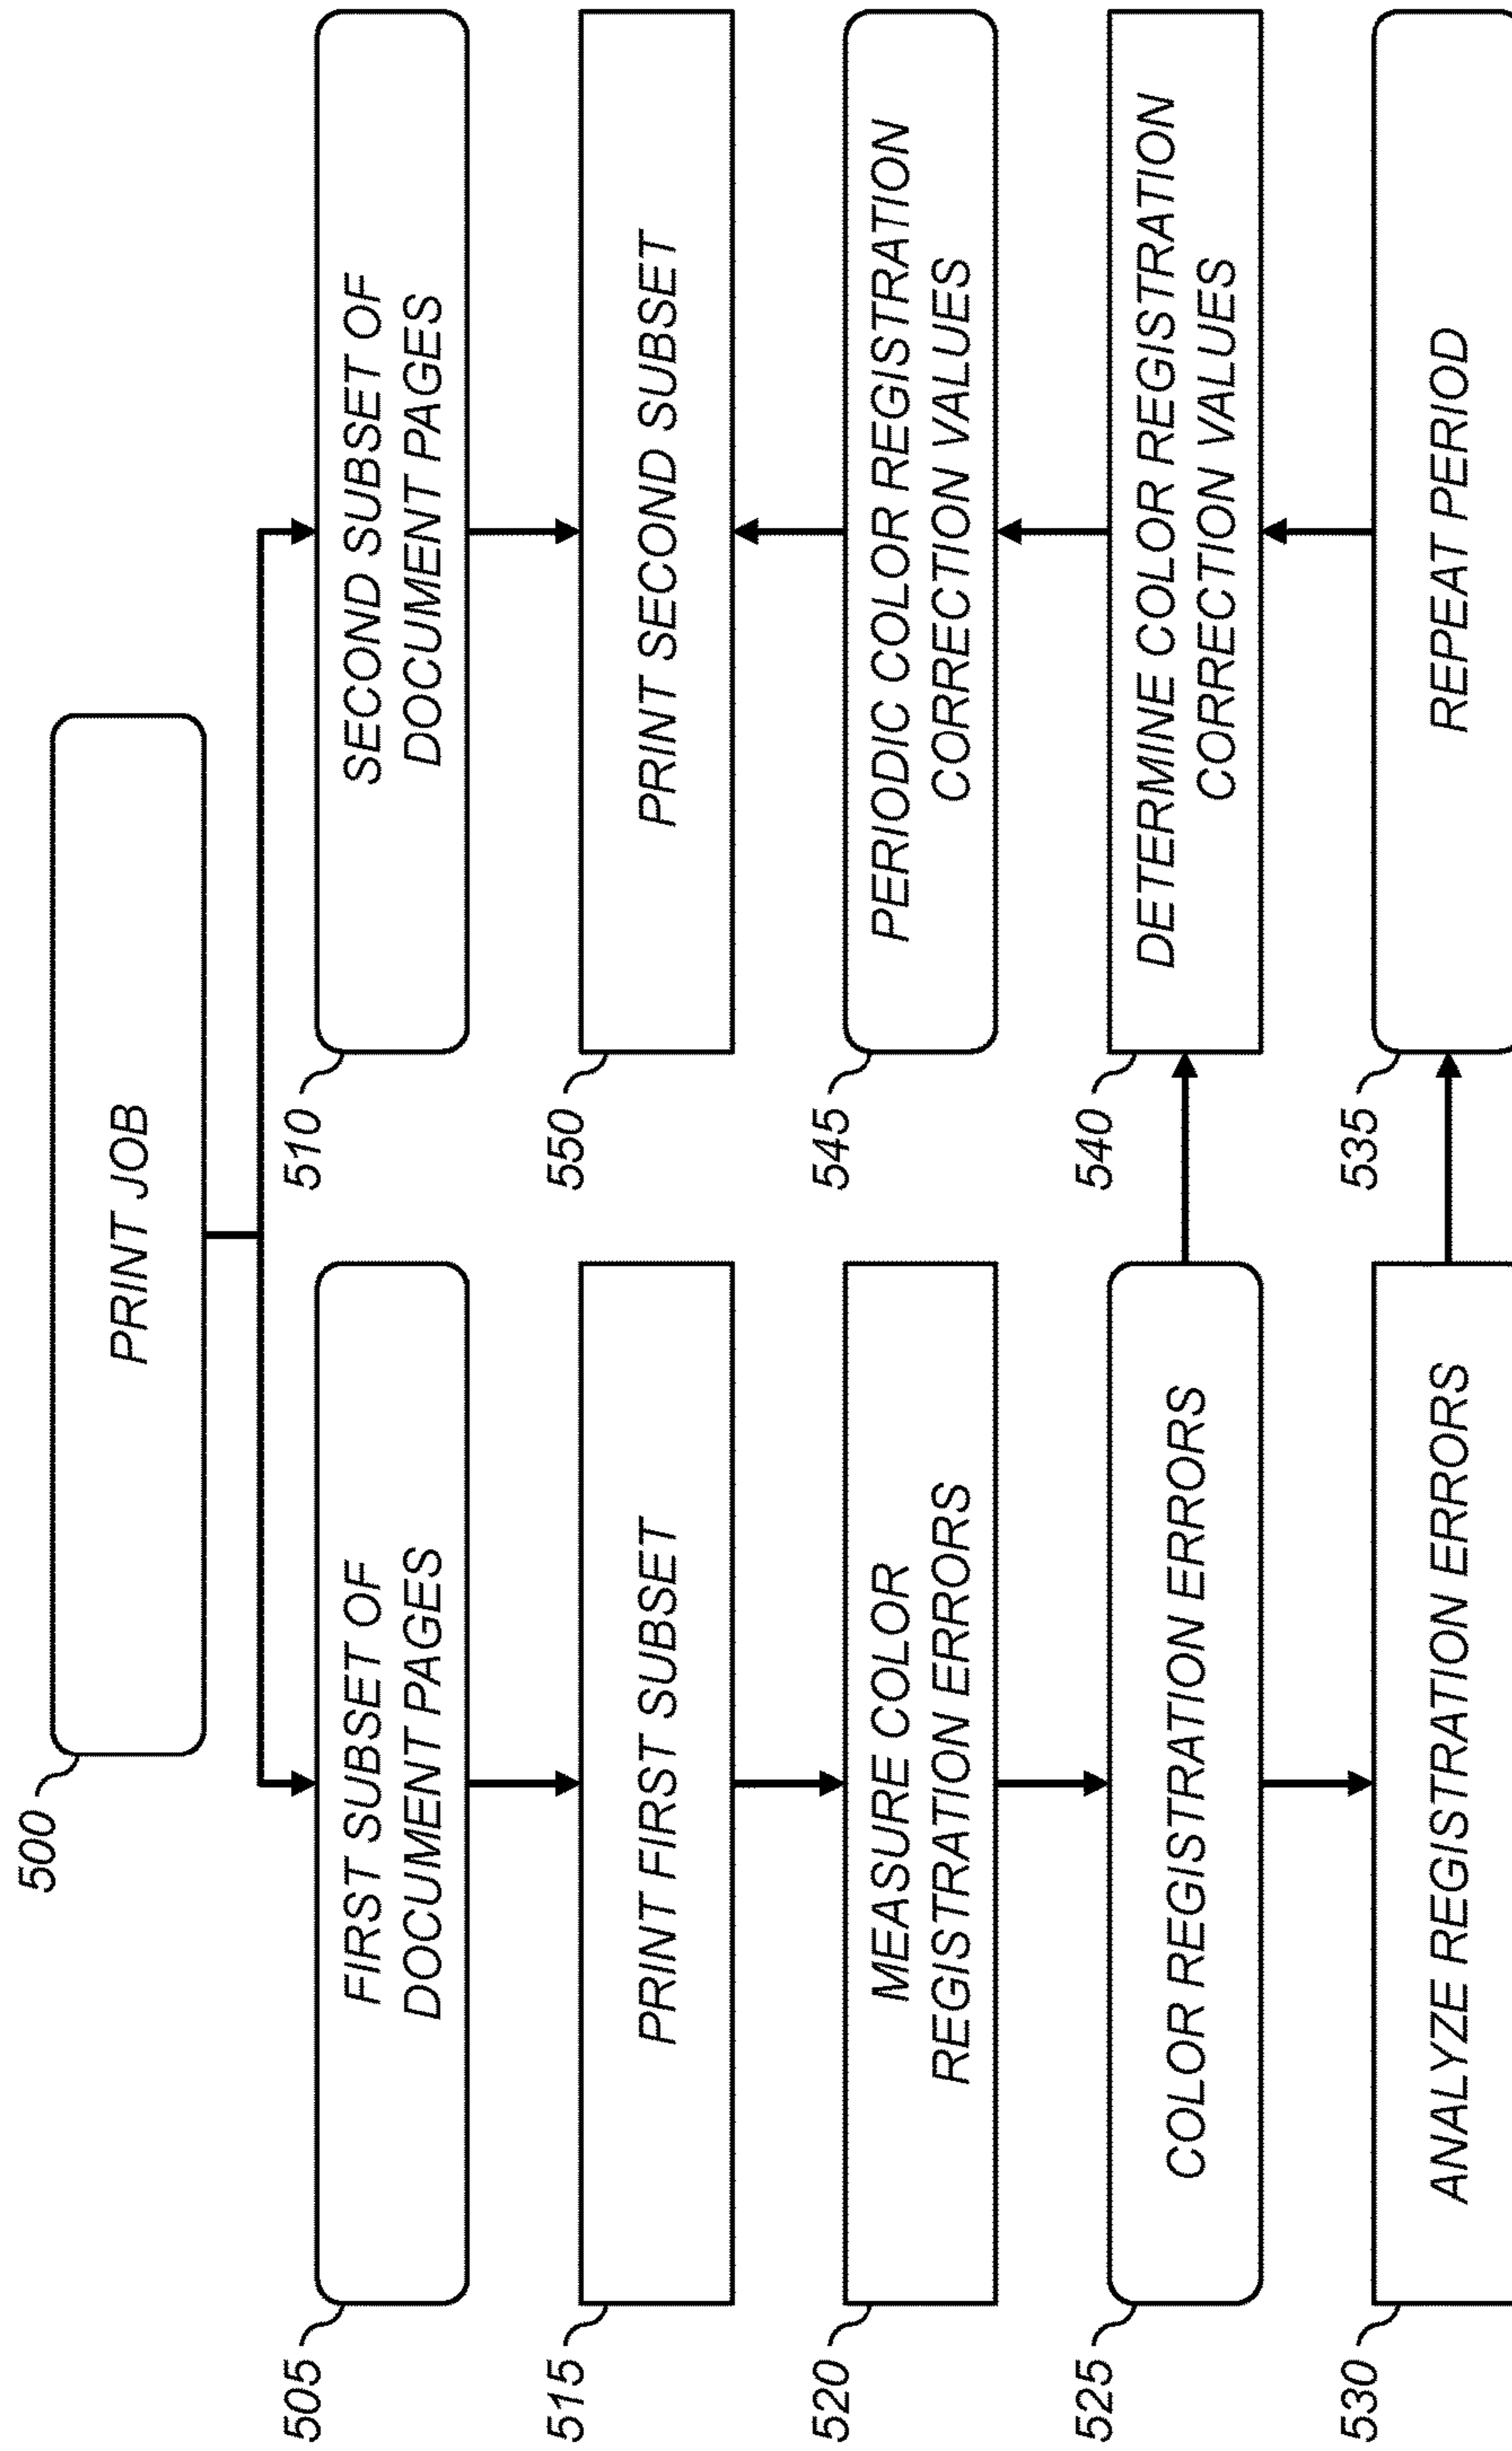 500
PRINT JOB
505
FIRST SUBSET OF
DOCUMENT PAGES
510
SECOND SUBSET OF
DOCUMENT PAGES
515
PRINT FIRST SUBSET
550
PRINT SECOND SUBSET
520
MEASURE COLOR
REGISTRATION ERRORS
545
PERIODIC COLOR REGISTRATION
CORRECTION VALUES
525
COLOR REGISTRATION ERRORS
540
DETERMINE COLOR REGISTRATION
CORRECTION VALUES
530
ANALYZE REGISTRATION ERRORS
535
REPEAT PERIOD